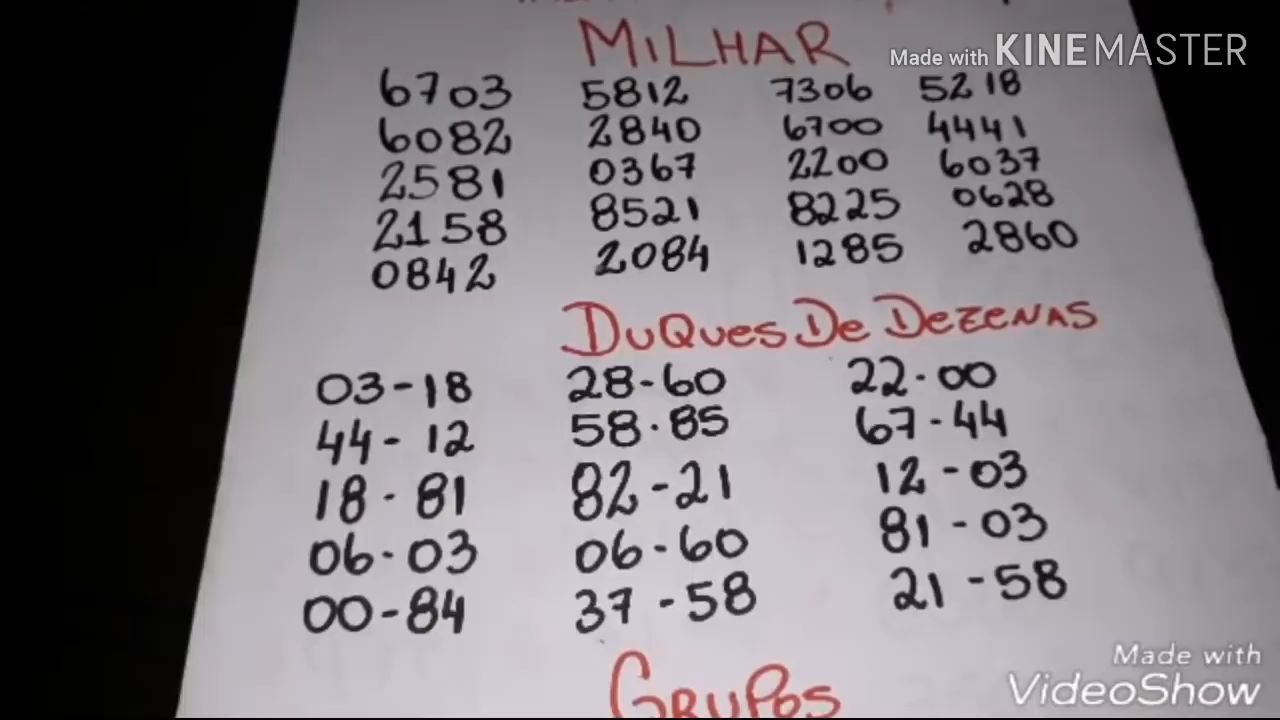 MiLHAR
Made with KINEMASTER
6703 5812 7306 5218
6082 2840 6700 4441
2581 0367 2200 6037
2158 8521 8225 0628
0842 2084 1285 2860
DuQues De DezeNAS
03-18 28-60 22-00
44-12 58.85 67-44
18-81 82-21 12-03
06-03 06-60 81-03
00-84 37-58 21-58
GRUPOS
Made with
VideoShow